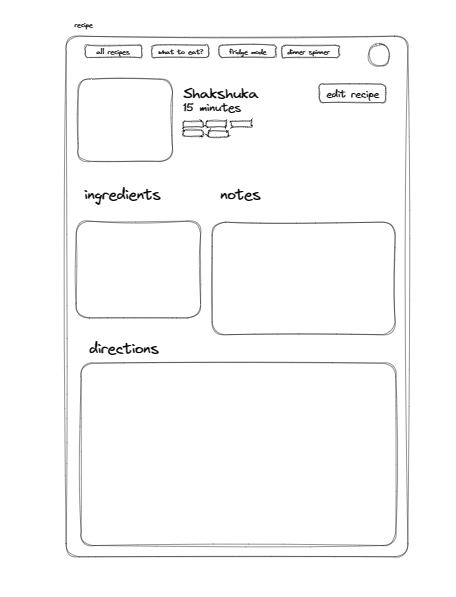 recipe
all recipes
what to eat?
fridge mode
dinner spinner
Shakshuka
15 minutes
edit recipe
ingredients
notes
directions